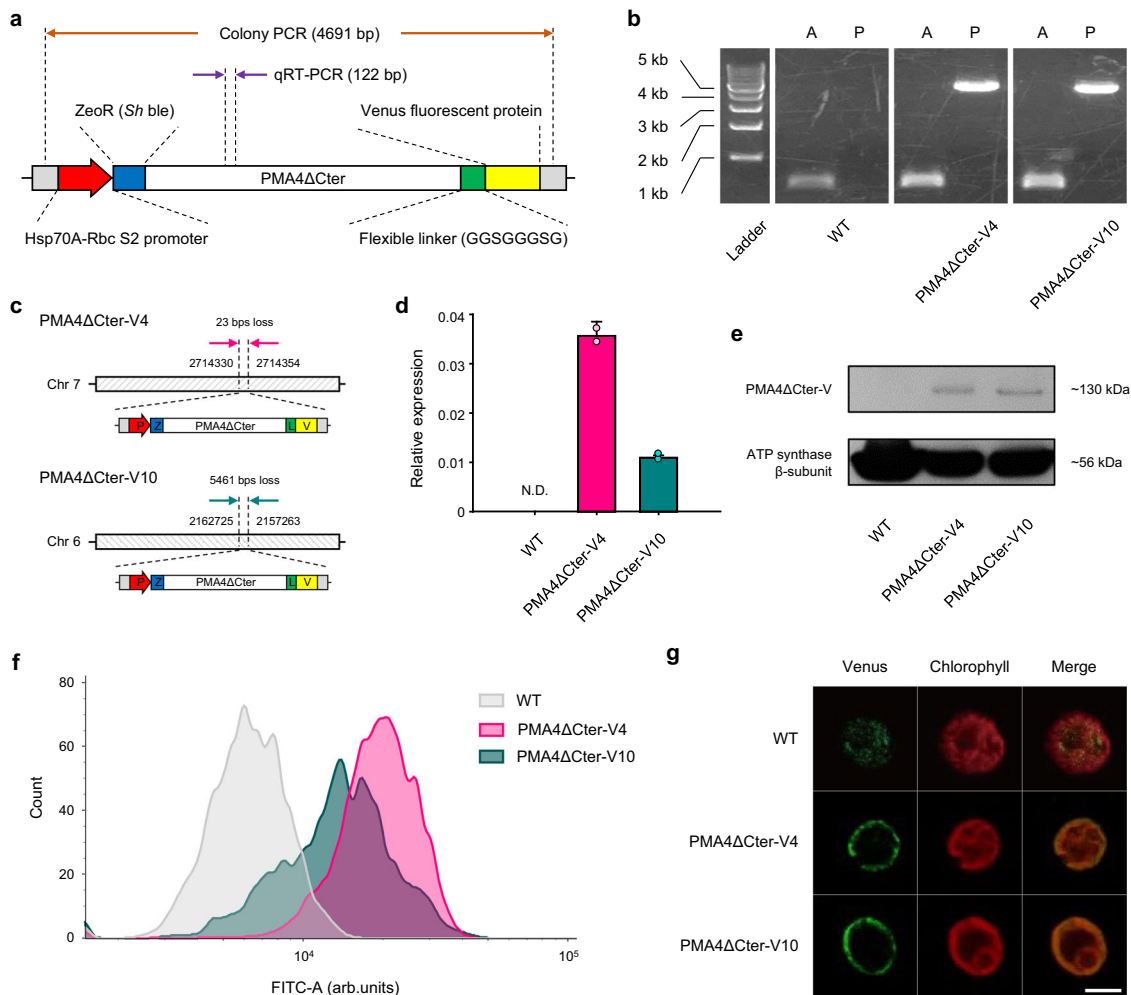 a
Colony PCR (4691 bp)
qRT-PCR (122 bp)
ZeoR (Sh ble)
Venus fluorescent protein
PMA4ΔCter
Hsp70A-Rbc S2 promoter
Flexible linker (GGSGGGSG)
b
A P A P A P
5 kb
4 kb
3 kb
2 kb
1 kb
Ladder
WT
PMA4ΔCter-V4
PMA4ΔCter-V10
c
PMA4ΔCter-V4
23 bps loss
2714330 2714354
Chr 7
P Z PMA4ΔCter L V
PMA4ΔCter-V10
5461 bps loss
2162725 2157263
Chr 6
P Z PMA4ΔCter L V
d
Relative expression
0.04
0.03
0.02
0.01
0
N.D.
WT
PMA4ΔCter-V4
PMA4ΔCter-V10
e
PMA4ΔCter-V
~130 kDa
ATP synthase
β-subunit
~56 kDa
WT
PMA4ΔCter-V4
PMA4ΔCter-V10
f
Count
80
60
40
20
0
10⁴
10⁵
FITC-A (arb.units)
WT
PMA4ΔCter-V4
PMA4ΔCter-V10
g
Venus Chlorophyll Merge
WT
PMA4ΔCter-V4
PMA4ΔCter-V10